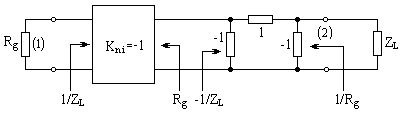 1
Rg (1) Kni=-1 -1 -1 (2) ZL
1/ZL Rg -1/ZL 1/Rg